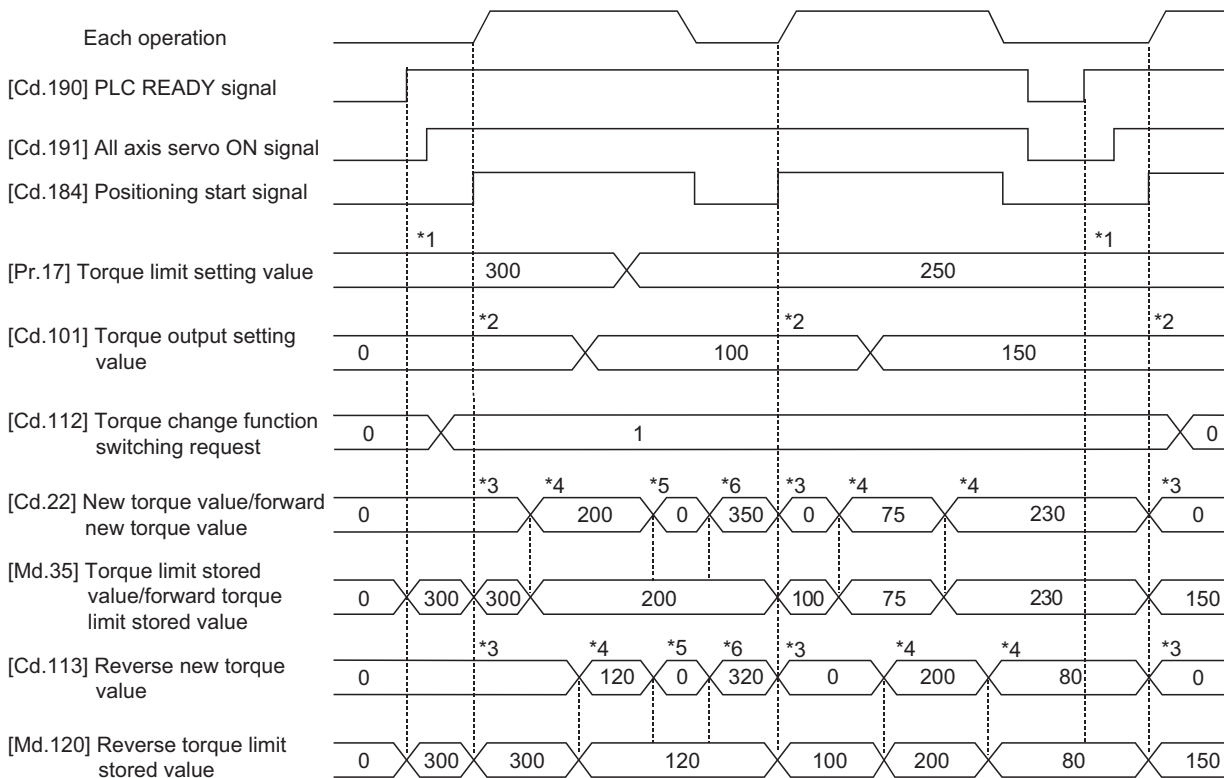 Each operation
[Cd.190] PLC READY signal
[Cd.191] All axis servo ON signal
[Cd.184] Positioning start signal
*1 *1
[Pr.17] Torque limit setting value 300 250
*2 *2 *2
[Cd.101] Torque output setting
value
0 100 150
[Cd.112] Torque change function
switching request
0 1 0
*3 *4 *5 *6 *3 *4 *4 *3
[Cd.22] New torque value/forward
new torque value
0 200 0 350 0 75 230 0
[Md.35] Torque limit stored
value/forward torque
limit stored value
0 300 300 200 100 75 230 150
*3 *4 *5 *6 *3 *4 *4 *3
[Cd.113] Reverse new torque
value
0 120 0 320 0 200 80 0
[Md.120] Reverse torque limit
stored value
0 300 300 120 100 200 80 150